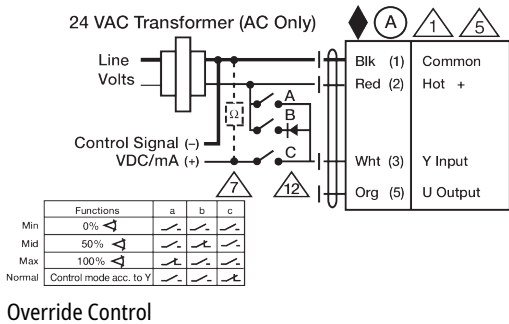 24 VAC Transformer (AC Only)
A
1
5
Line
Volts
Blk (1) Common
Red (2) Hot +
A
B
C
Ω
Control Signal (–)
VDC/mA (+)
Wht (3) Y Input
7
12
Org (5) U Output
Functions a b c
Min 0%
Mid 50%
Max 100%
Normal Control mode acc. to Y
Override Control